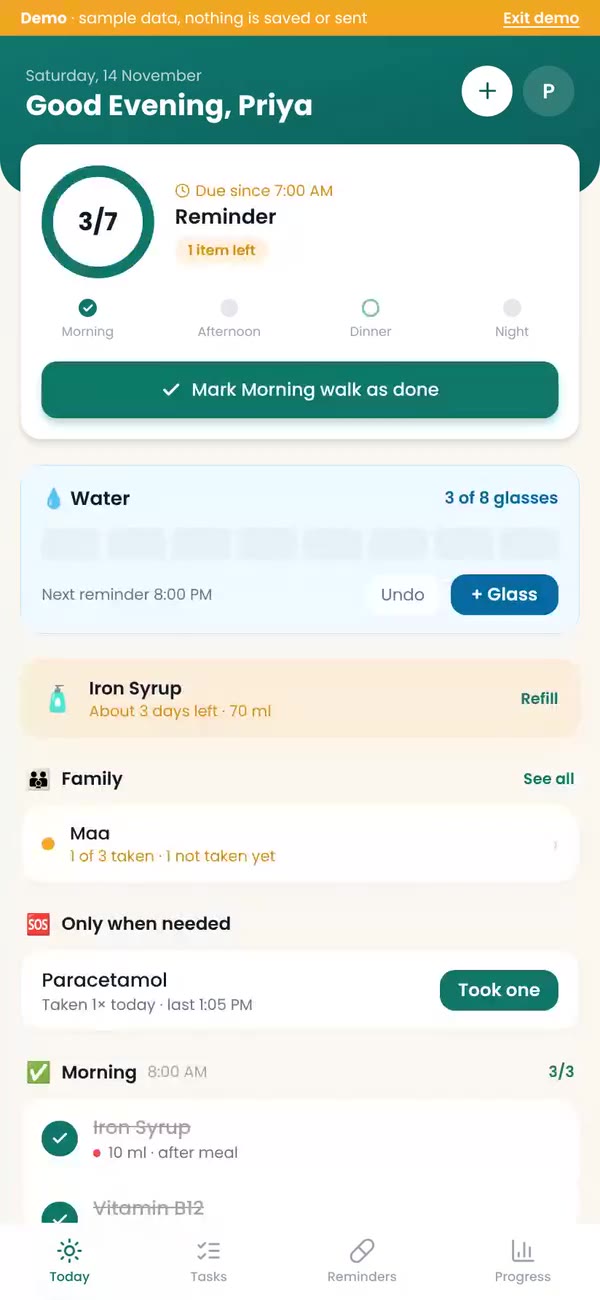 Demo · sample data, nothing is saved or sent Exit demo
Saturday, 14 November
Good Evening, Priya
+ P
3/7
Due since 7:00 AM
Reminder
1 item left
Morning Afternoon Dinner Night
Mark Morning walk as done
Water 3 of 8 glasses
Next reminder 8:00 PM Undo + Glass
Iron Syrup
About 3 days left · 70 ml
Refill
Family See all
Maa
1 of 3 taken · 1 not taken yet
SOS Only when needed
Paracetamol
Taken 1× today · last 1:05 PM
Took one
Morning 8:00 AM 3/3
Iron Syrup
10 ml · after meal
Vitamin B12
Today Tasks Reminders Progress